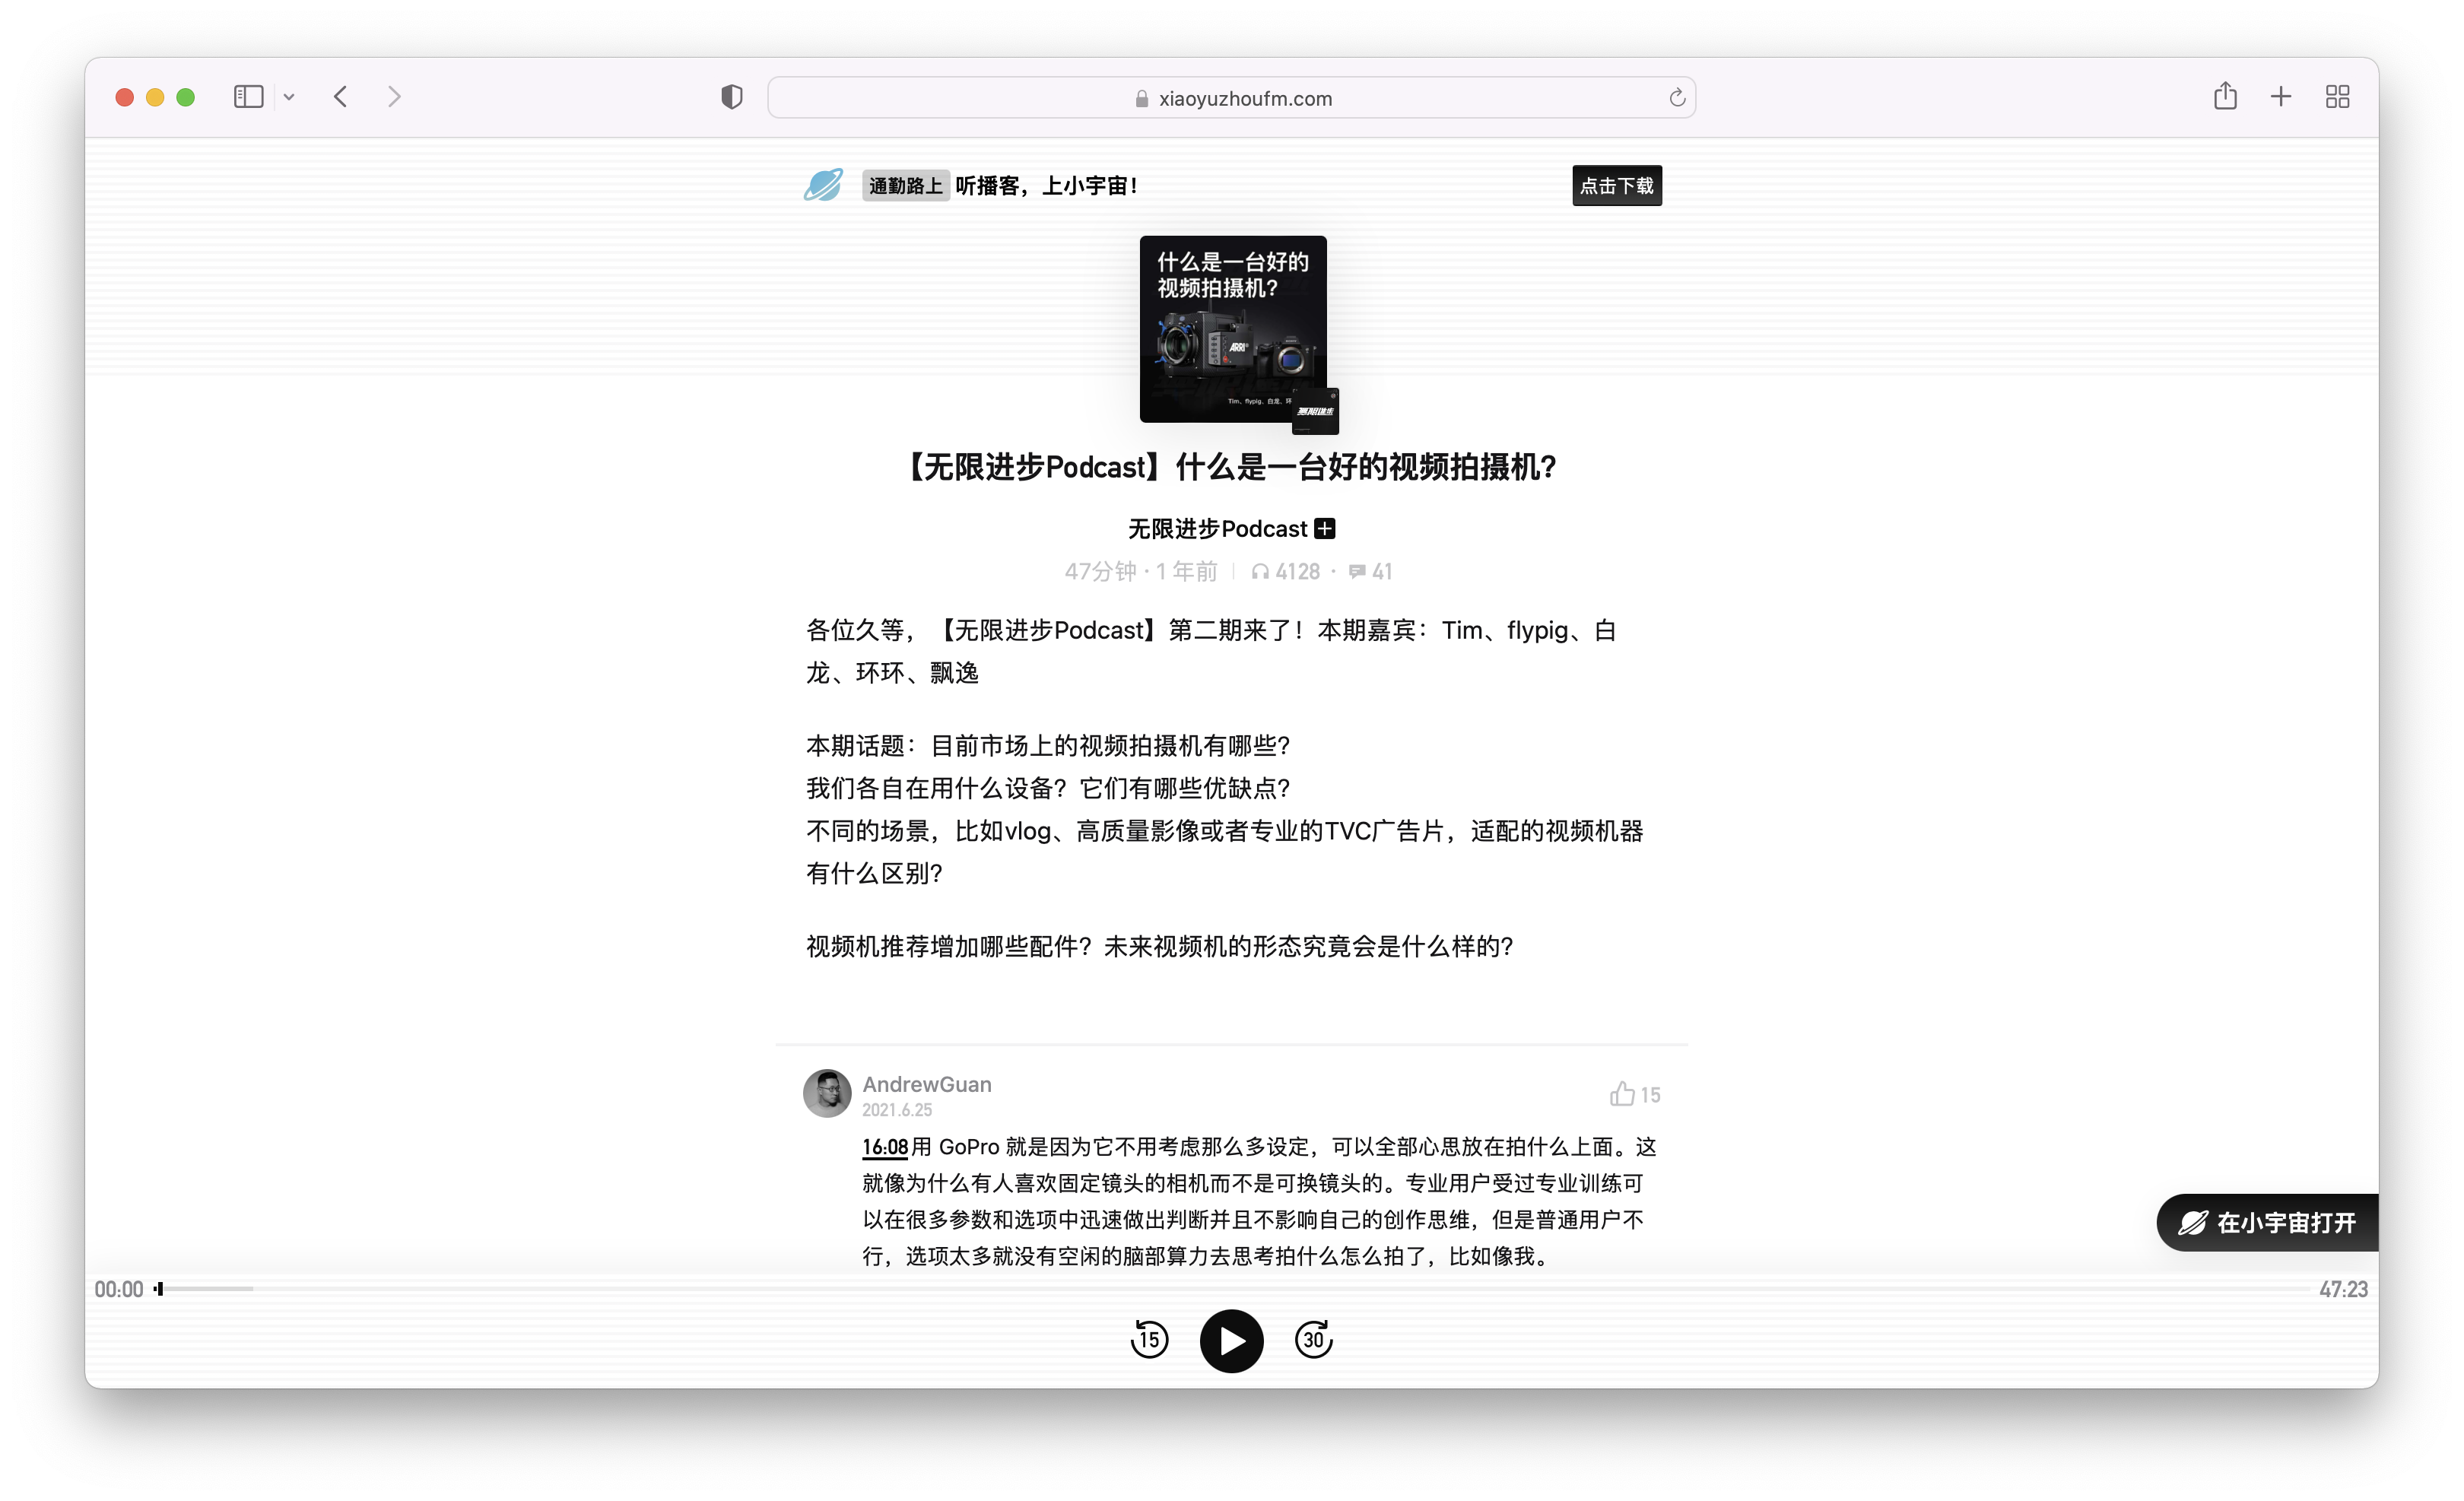 xiaoyuzhoufm.com
通勤路上 听播客，上小宇宙！
点击下载
什么是一台好的
视频拍摄机？
ARRI
Tim、flypig、白龙、环
无限进步
【无限进步Podcast】什么是一台好的视频拍摄机？
无限进步Podcast
47分钟 · 1 年前 4128 · 41
各位久等，【无限进步Podcast】第二期来了！本期嘉宾：Tim、flypig、白
龙、环环、飘逸
本期话题：目前市场上的视频拍摄机有哪些？
我们各自在用什么设备？它们有哪些优缺点？
不同的场景，比如vlog、高质量影像或者专业的TVC广告片，适配的视频机器
有什么区别？
视频机推荐增加哪些配件？未来视频机的形态究竟会是什么样的？
AndrewGuan
2021.6.25
15
16:08 用 GoPro 就是因为它不用考虑那么多设定，可以全部心思放在拍什么上面。这
就像为什么有人喜欢固定镜头的相机而不是可换镜头的。专业用户受过专业训练可
以在很多参数和选项中迅速做出判断并且不影响自己的创作思维，但是普通用户不
行，选项太多就没有空闲的脑部算力去思考拍什么怎么拍了，比如像我。
在小宇宙打开
00:00
47:23
15
30